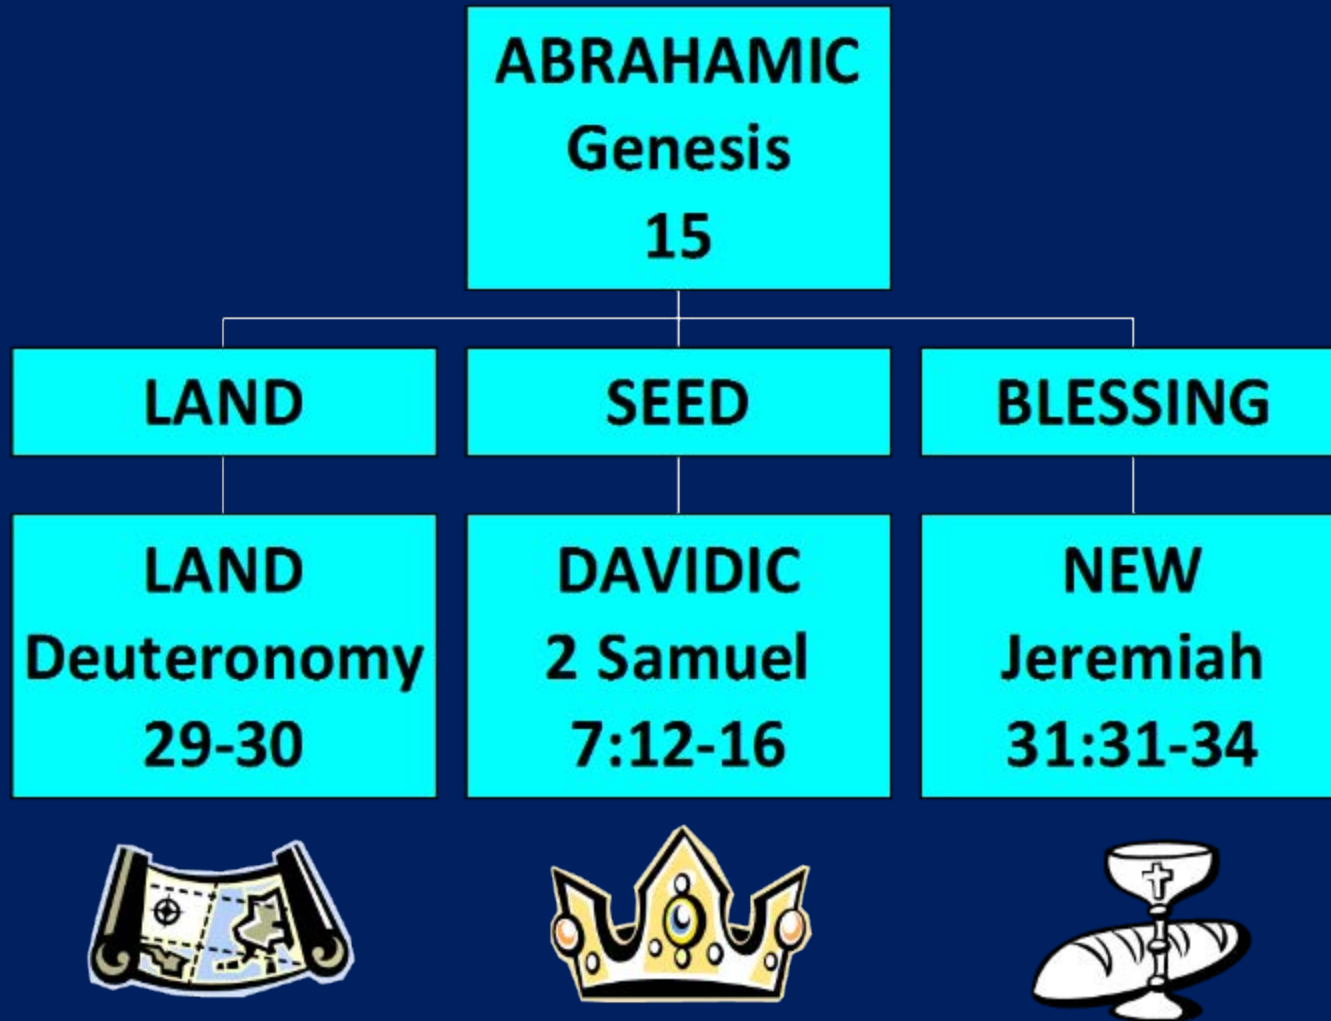 ABRAHAMIC
Genesis
15
LAND
SEED
BLESSING
LAND
Deuteronomy
29-30
DAVIDIC
2 Samuel
7:12-16
NEW
Jeremiah
31:31-34